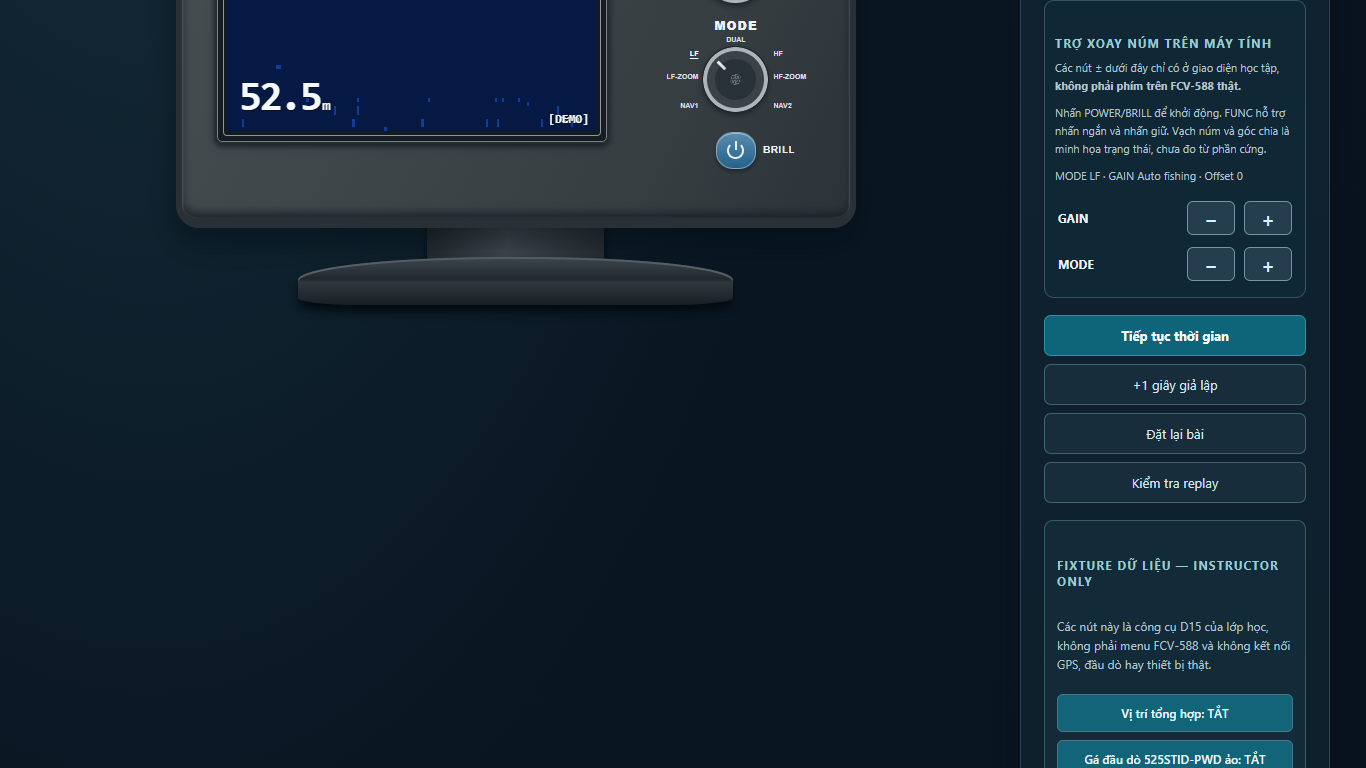 MODE
DUAL
LF
HF
LF-ZOOM
HF-ZOOM
NAV1
NAV2
BRILL
52.5m
[DEMO]
TRỢ XOAY NÚM TRÊN MÁY TÍNH
Các nút ± dưới đây chỉ có ở giao diện học tập,
không phải phím trên FCV-588 thật.
Nhấn POWER/BRILL để khởi động. FUNC hỗ trợ
nhấn ngắn và nhấn giữ. Vạch núm và góc chia là
minh họa trạng thái, chưa đo từ phần cứng.
MODE LF · GAIN Auto fishing · Offset 0
GAIN − +
MODE − +
Tiếp tục thời gian
+1 giây giả lập
Đặt lại bài
Kiểm tra replay
FIXTURE DỮ LIỆU — INSTRUCTOR
ONLY
Các nút này là công cụ D15 của lớp học,
không phải menu FCV-588 và không kết nối
GPS, đầu dò hay thiết bị thật.
Vị trí tổng hợp: TẮT
Gá đầu dò 525STID-PWD ảo: TẮT